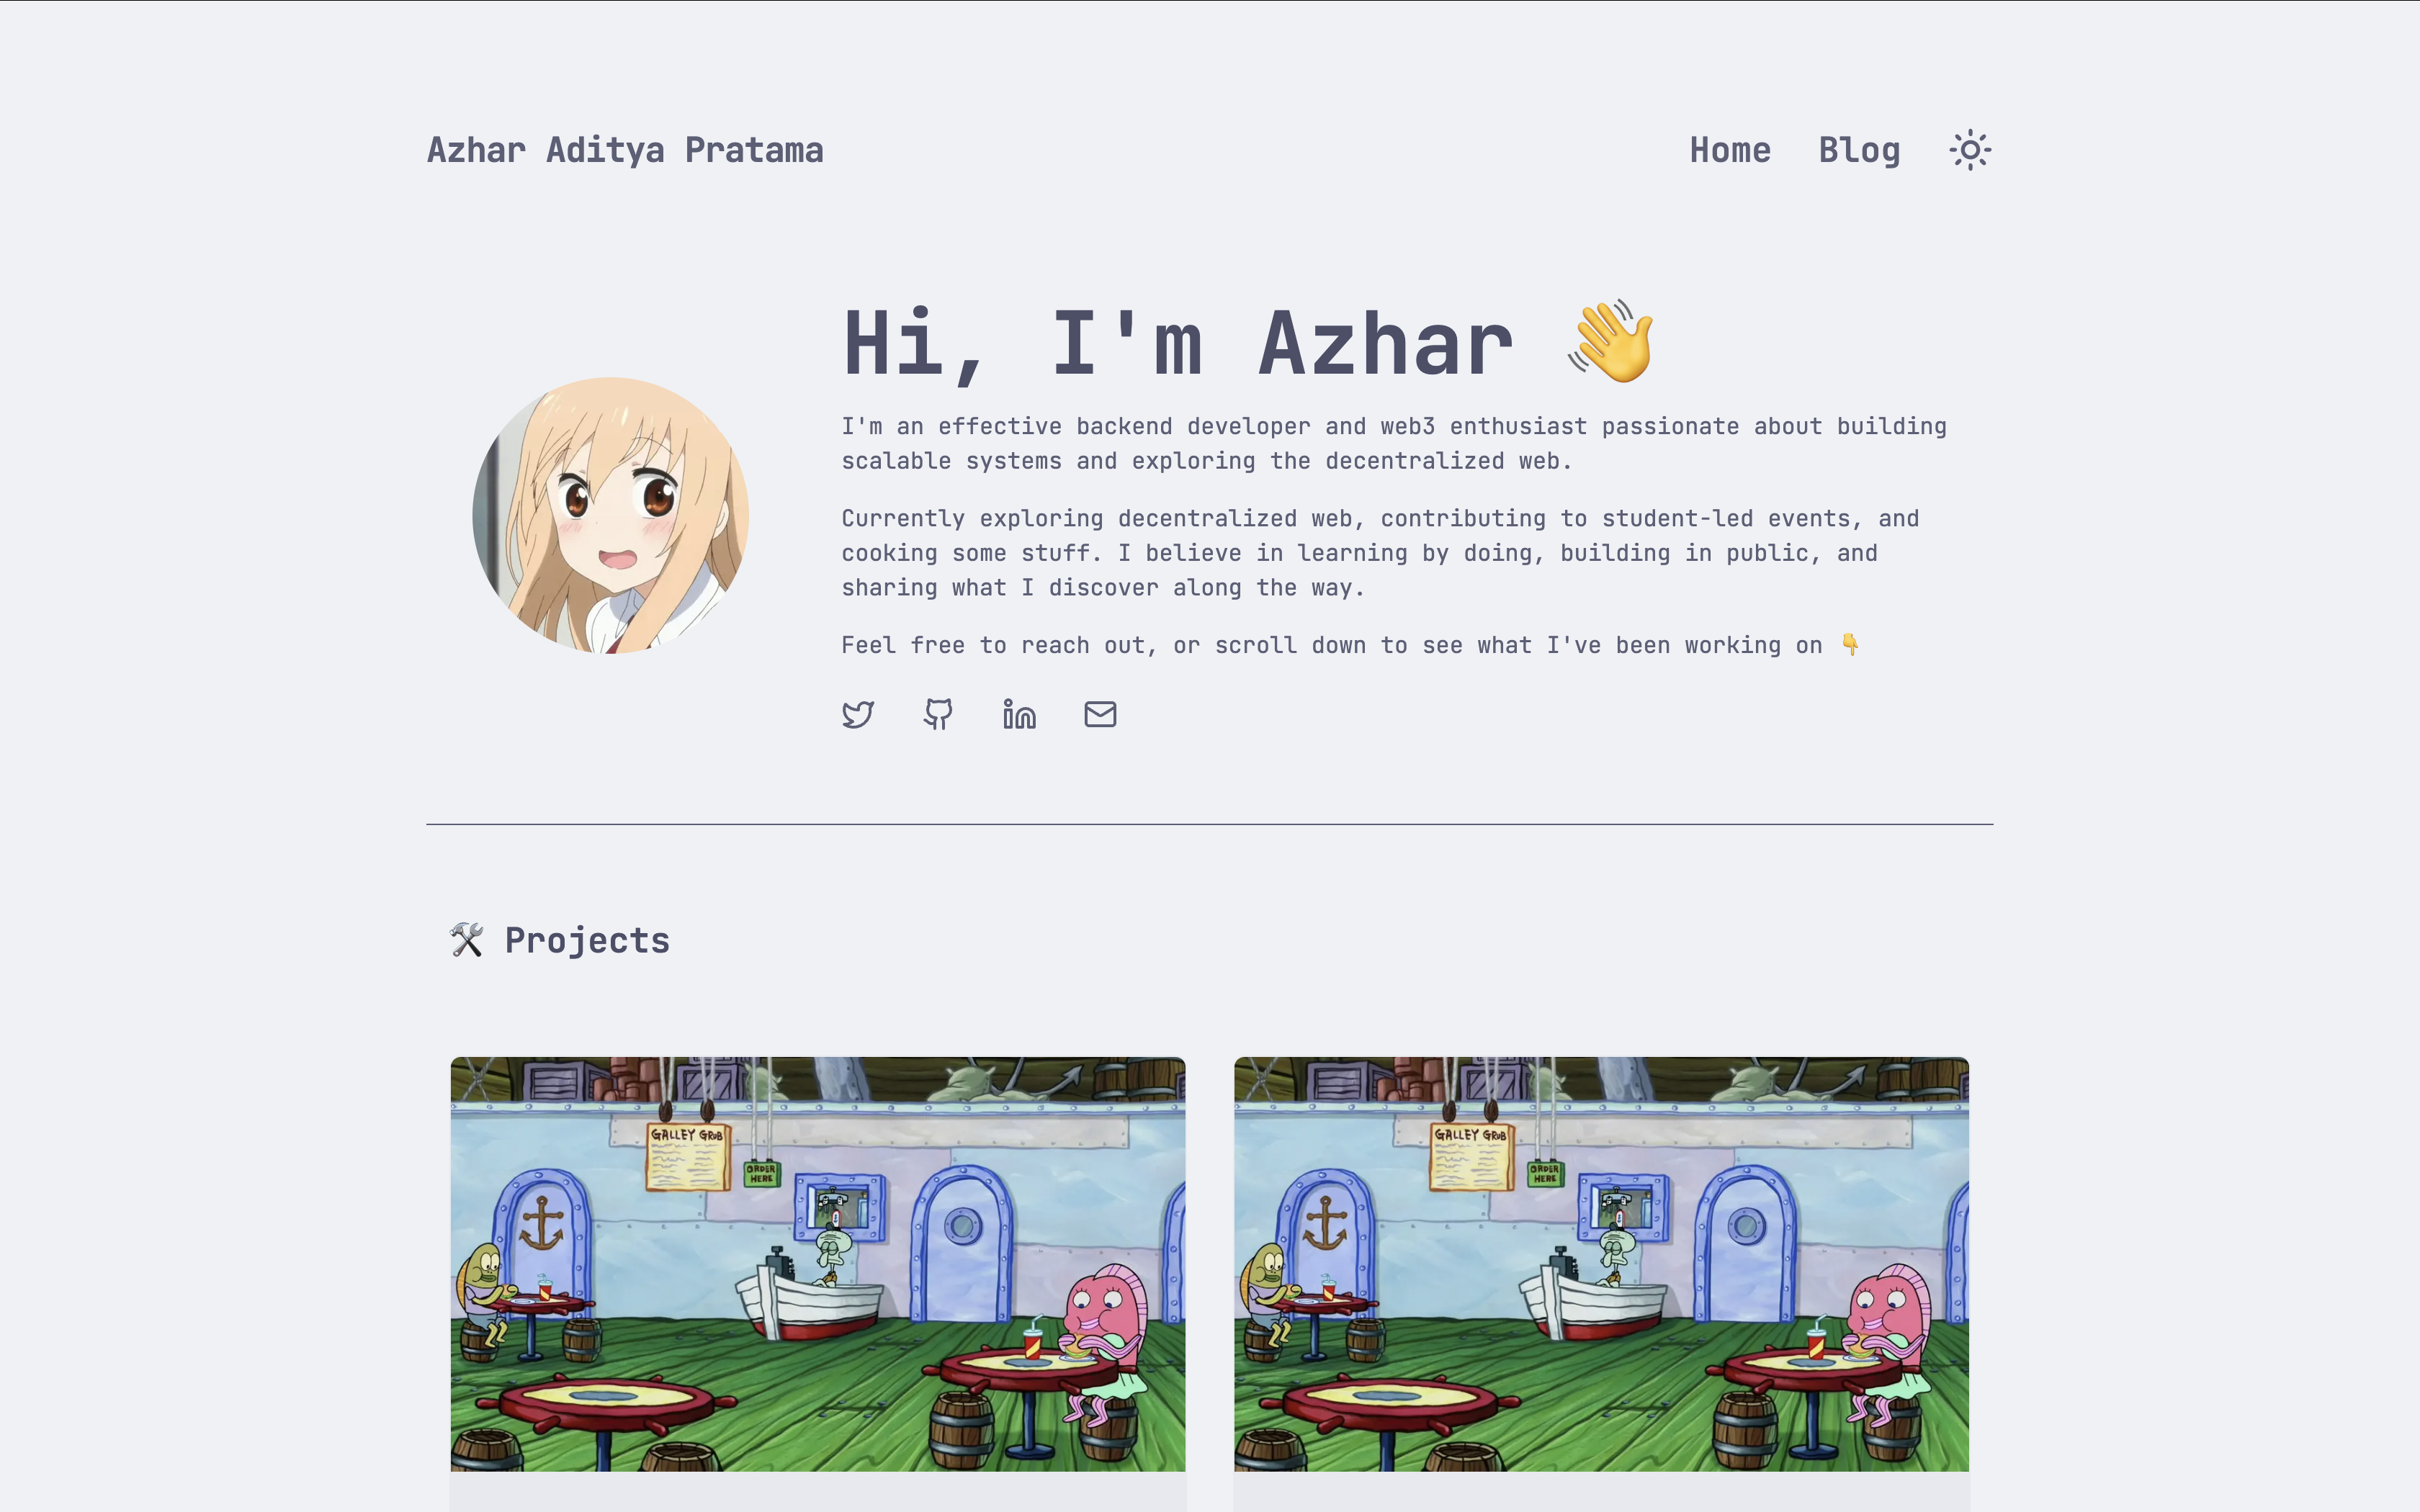 Azhar Aditya Pratama
Home Blog
Hi, I'm Azhar 👋
I'm an effective backend developer and web3 enthusiast passionate about building
scalable systems and exploring the decentralized web.
Currently exploring decentralized web, contributing to student-led events, and
cooking some stuff. I believe in learning by doing, building in public, and
sharing what I discover along the way.
Feel free to reach out, or scroll down to see what I've been working on 👇
🛠️ Projects
GALLEY GRUB
ORDER
HERE
GALLEY GRUB
ORDER
HERE